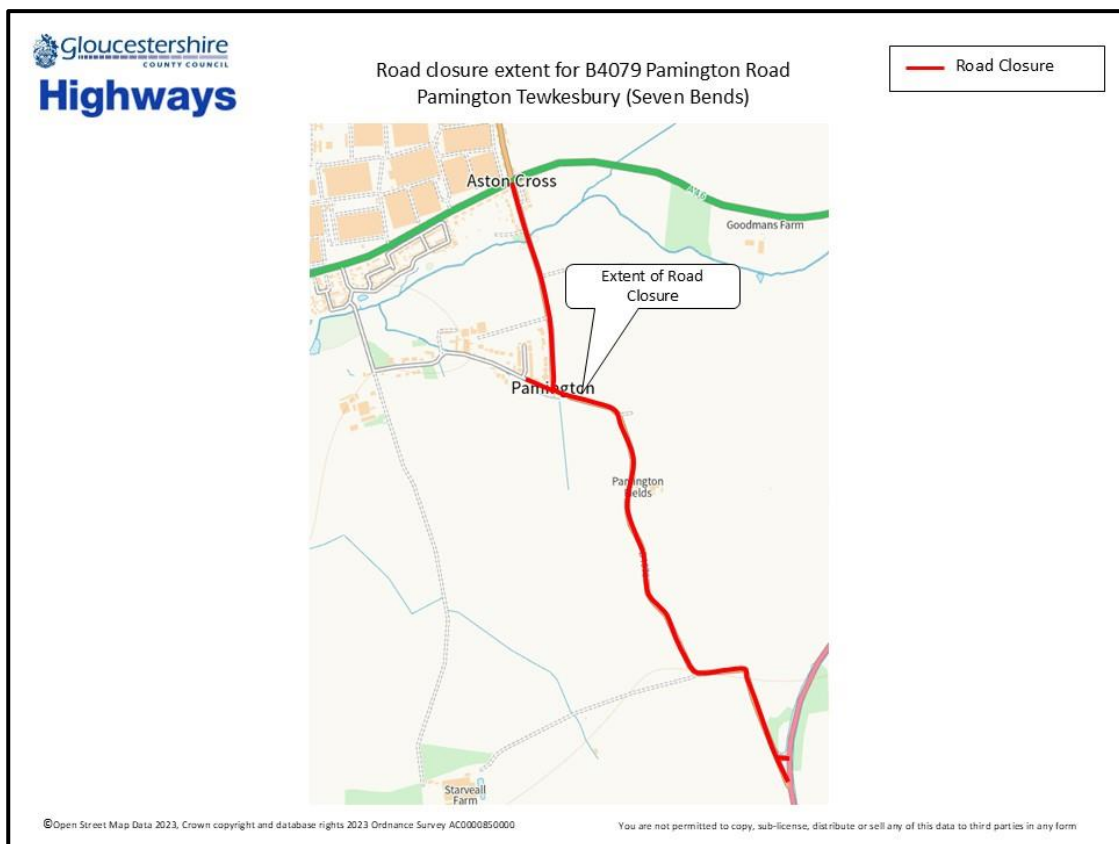 Gloucestershire
COUNTY COUNCIL
Highways
Road closure extent for B4079 Pamington Road
Pamington Tewkesbury (Seven Bends)
Road Closure
Aston Cross
Goodmans Farm
Extent of Road
Closure
Pamington
Pamington
Fields
Starveall
Farm
©Open Street Map Data 2023, Crown copyright and database rights 2023 Ordnance Survey AC0000850000
You are not permitted to copy, sub-license, distribute or sell any of this data to third parties in any form